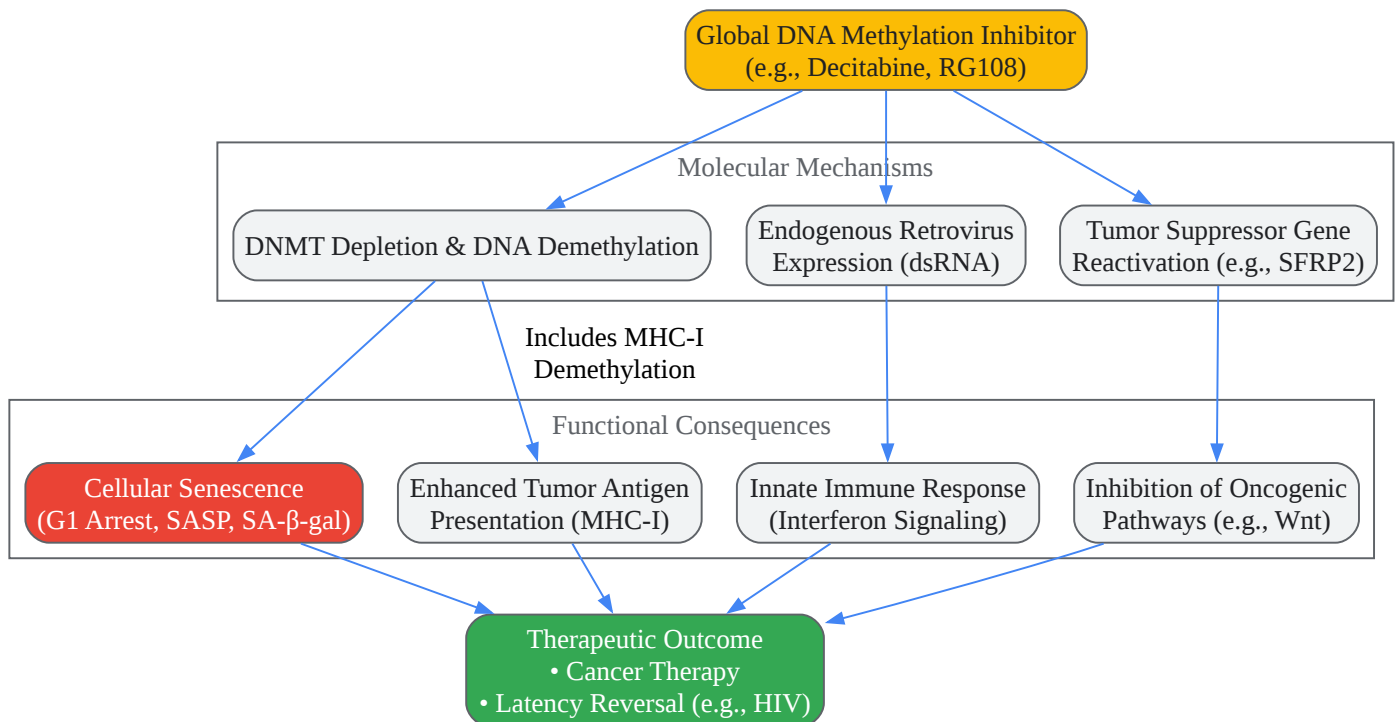 Global DNA Methylation Inhibitor
(e.g., Decitabine, RG108)
Molecular Mechanisms
DNMT Depletion & DNA Demethylation
Endogenous Retrovirus
Expression (dsRNA)
Tumor Suppressor Gene
Reactivation (e.g., SFRP2)
Includes MHC-I
Demethylation
Functional Consequences
Cellular Senescence
(G1 Arrest, SASP, SA-β-gal)
Enhanced Tumor Antigen
Presentation (MHC-I)
Innate Immune Response
(Interferon Signaling)
Inhibition of Oncogenic
Pathways (e.g., Wnt)
Therapeutic Outcome
• Cancer Therapy
• Latency Reversal (e.g., HIV)